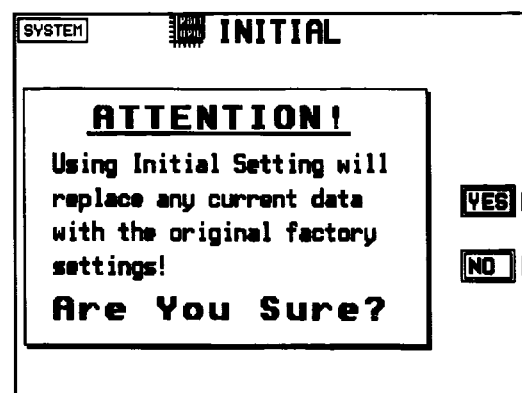 SYSTEM INITIAL
ATTENTION!
Using Initial Setting will
replace any current data
with the original factory
settings!
Are You Sure?
YES
NO